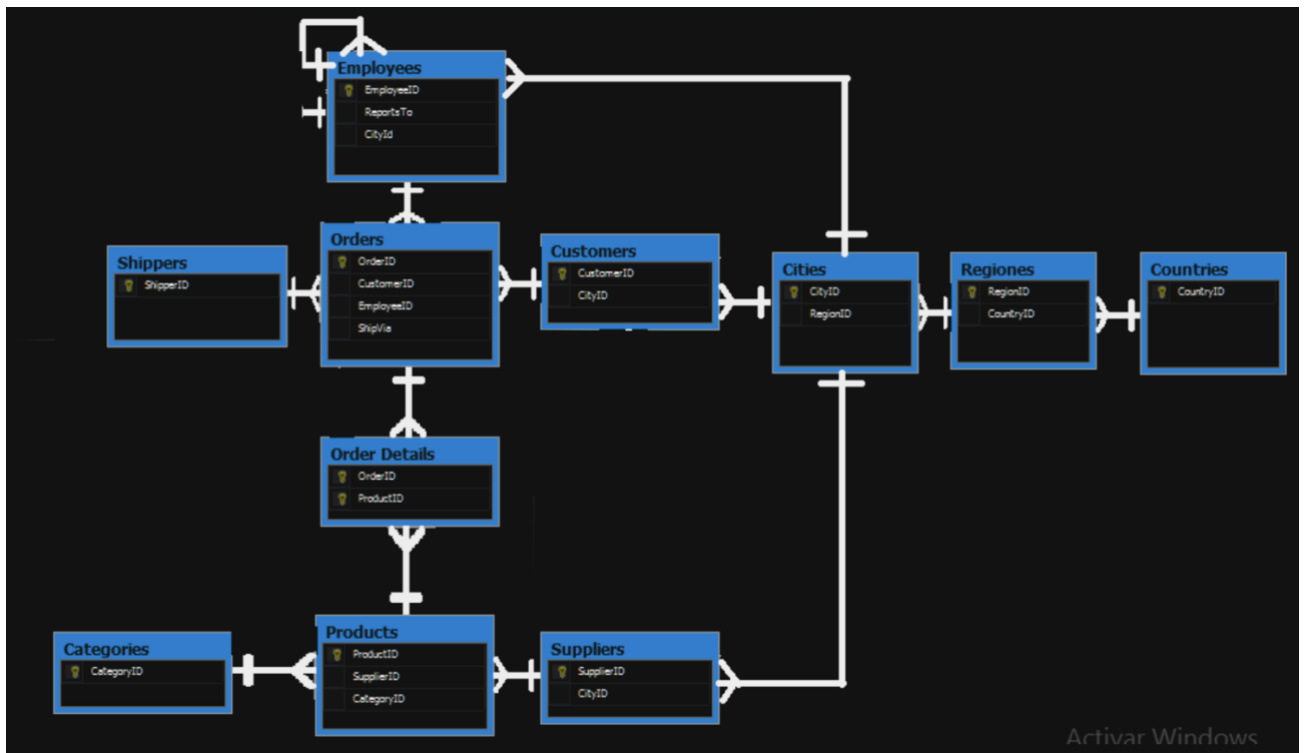 Employees
EmployeeID
ReportsTo
CityId
Shippers
ShipperID
Orders
OrderID
CustomerID
EmployeeID
ShipVia
Customers
CustomerID
CityID
Cities
CityID
RegionID
Regiones
RegionID
CountryID
Countries
CountryID
Order Details
OrderID
ProductID
Categories
CategoryID
Products
ProductID
SupplierID
CategoryID
Suppliers
SupplierID
CityID
Activar Windows